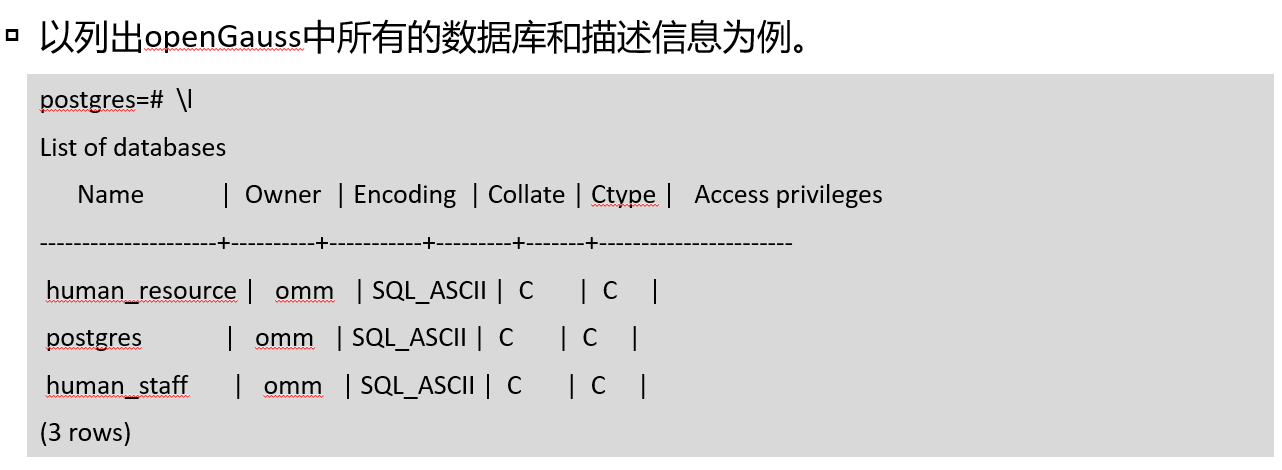 以列出openGauss中所有的数据库和描述信息为例。
postgres=# \l
List of databases
Name | Owner | Encoding | Collate | Ctype | Access privileges
---------------------+----------+-----------+---------+-------+-----------------------
human_resource | omm | SQL_ASCII | C | C |
postgres | omm | SQL_ASCII | C | C |
human_staff | omm | SQL_ASCII | C | C |
(3 rows)